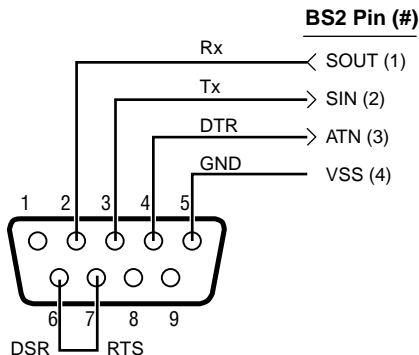 BS2 Pin (#)
Rx
SOUT (1)
Tx
SIN (2)
DTR
ATN (3)
GND
VSS (4)
1 2 3 4 5
6 7 8 9
DSR RTS